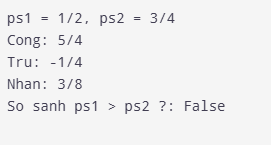 ps1 = 1/2, ps2 = 3/4
Cong: 5/4
Tru: -1/4
Nhan: 3/8
So sanh ps1 > ps2 ?: False